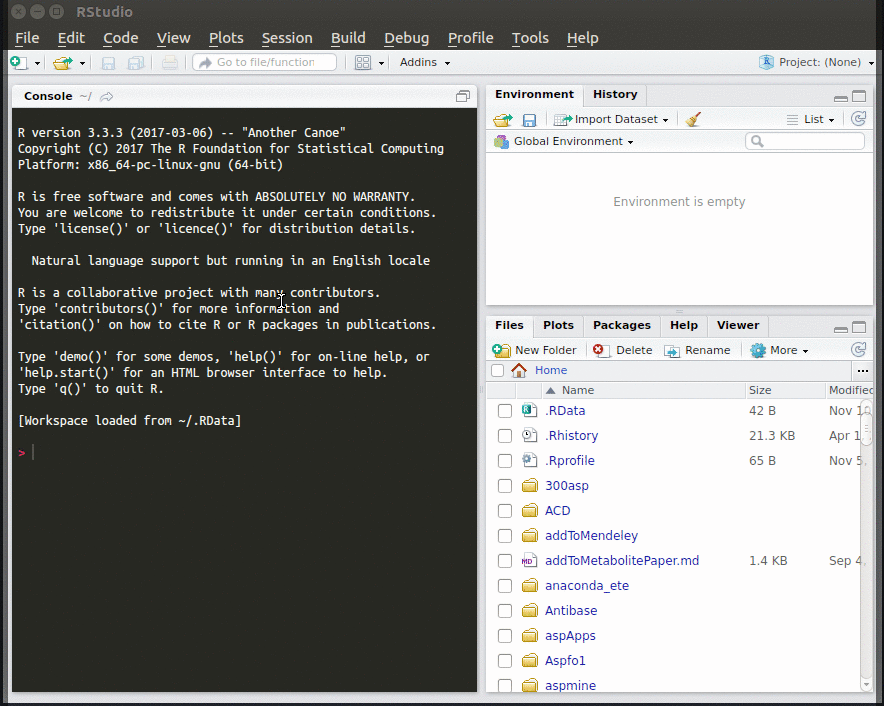 RStudio
File Edit Code View Plots Session Build Debug Profile Tools Help
Go to file/function Addins Project: (None)
Console ~/
R version 3.3.3 (2017-03-06) -- "Another Canoe"
Copyright (C) 2017 The R Foundation for Statistical Computing
Platform: x86_64-pc-linux-gnu (64-bit)
R is free software and comes with ABSOLUTELY NO WARRANTY.
You are welcome to redistribute it under certain conditions.
Type 'license()' or 'licence()' for distribution details.
Natural language support but running in an English locale
R is a collaborative project with many contributors.
Type 'contributors()' for more information and
'citation()' on how to cite R or R packages in publications.
Type 'demo()' for some demos, 'help()' for on-line help, or
'help.start()' for an HTML browser interface to help.
Type 'q()' to quit R.
[Workspace loaded from ~/.RData]
>
Environment History
Import Dataset List
Global Environment
Environment is empty
Files Plots Packages Help Viewer
New Folder Delete Rename More
Home ...
Name Size Modified
.RData 42 B Nov
.Rhistory 21.3 KB Apr 1
.Rprofile 65 B Nov 5,
300asp
ACD
addToMendeley
MD addToMetabolitePaper.md 1.4 KB Sep 4,
anaconda_ete
Antibase
aspApps
Aspfo1
aspmine